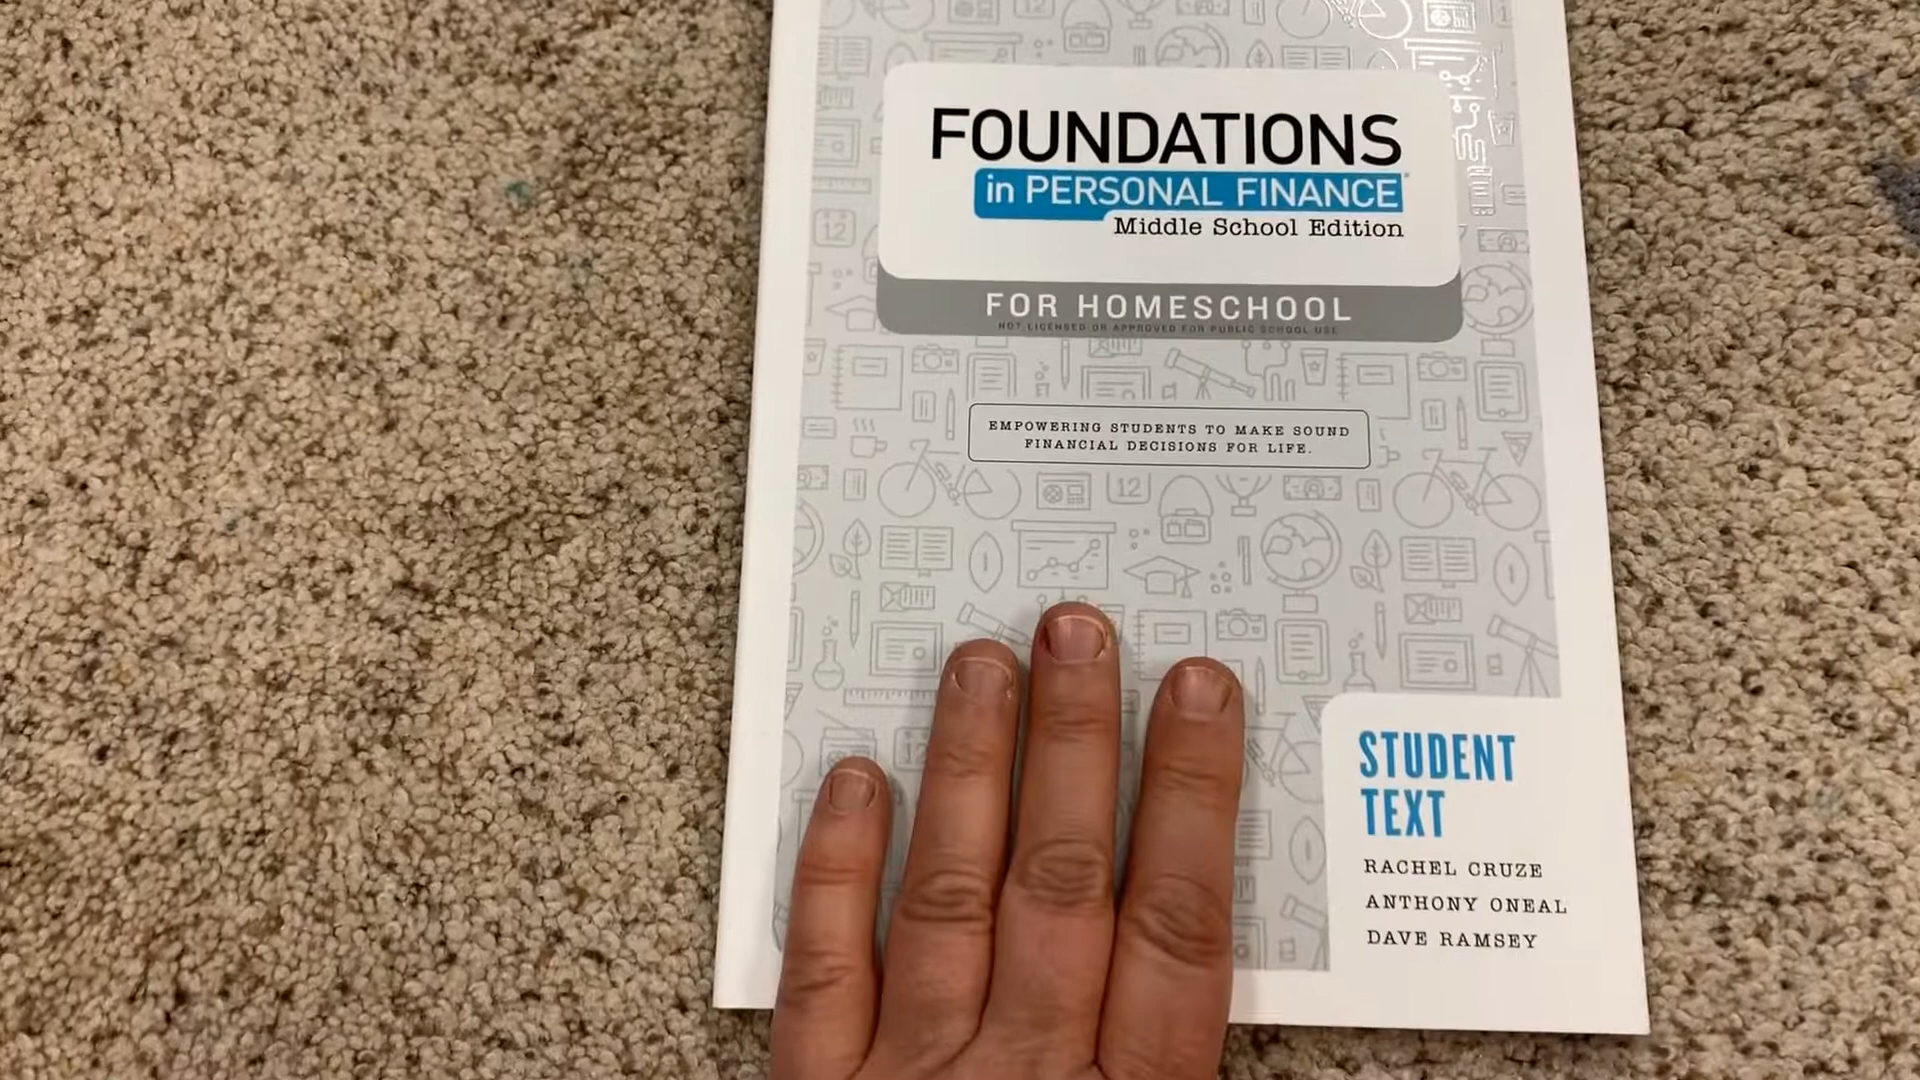 FOUNDATIONS
in PERSONAL FINANCE
Middle School Edition
FOR HOMESCHOOL
NOT LICENSED OR APPROVED FOR PUBLIC SCHOOL USE
EMPOWERING STUDENTS TO MAKE SOUND
FINANCIAL DECISIONS FOR LIFE.
STUDENT
TEXT
RACHEL CRUZE
ANTHONY ONEAL
DAVE RAMSEY